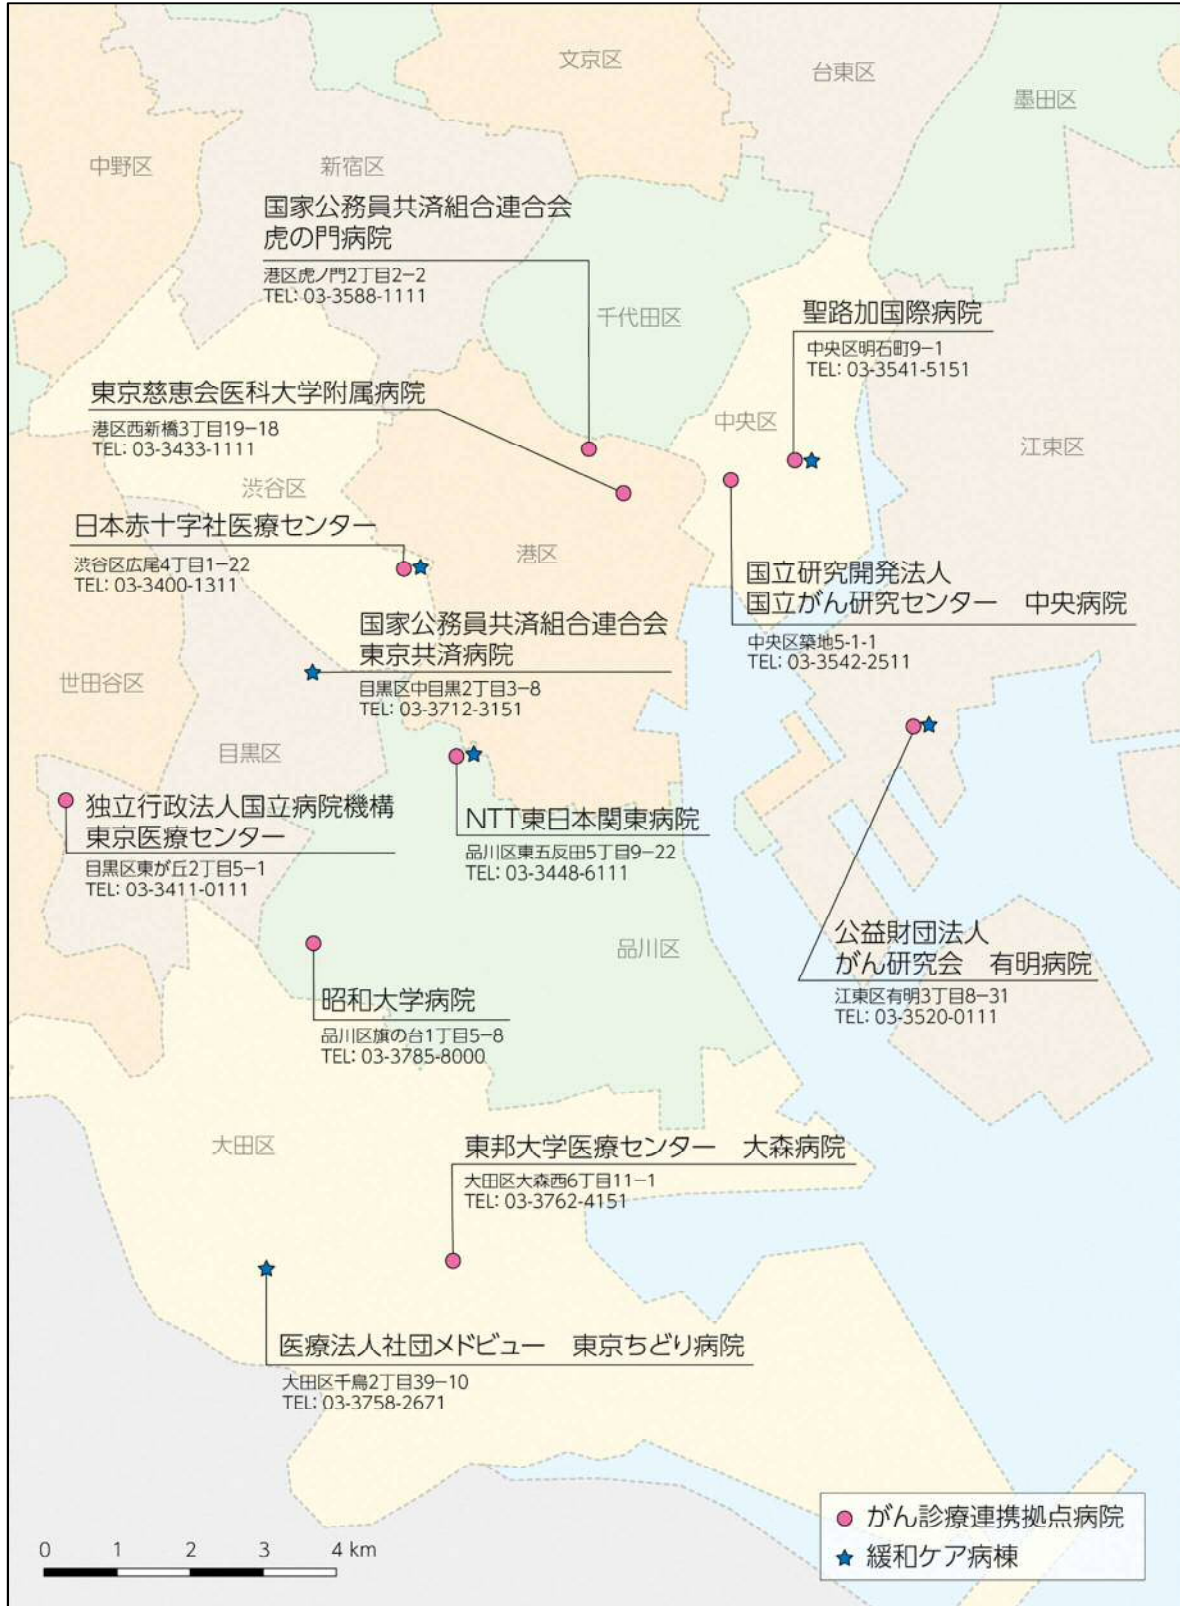 文京区
台東区
墨田区
中野区
新宿区
国家公務員共済組合連合会
虎の門病院
港区虎ノ門2丁目2−2
TEL: 03-3588-1111
千代田区
聖路加国際病院
中央区明石町9−1
TEL: 03-3541-5151
東京慈恵会医科大学附属病院
港区西新橋3丁目19−18
TEL: 03-3433-1111
中央区
江東区
渋谷区
日本赤十字社医療センター
渋谷区広尾4丁目1−22
TEL: 03-3400-1311
港区
国立研究開発法人
国立がん研究センター　中央病院
中央区築地5-1-1
TEL: 03-3542-2511
国家公務員共済組合連合会
東京共済病院
目黒区中目黒2丁目3−8
TEL: 03-3712-3151
世田谷区
目黒区
独立行政法人国立病院機構
東京医療センター
目黒区東が丘2丁目5−1
TEL: 03-3411-0111
NTT東日本関東病院
品川区東五反田5丁目9−22
TEL: 03-3448-6111
品川区
公益財団法人
がん研究会　有明病院
江東区有明3丁目8−31
TEL: 03-3520-0111
昭和大学病院
品川区旗の台1丁目5−8
TEL: 03-3785-8000
大田区
東邦大学医療センター　大森病院
大田区大森西6丁目11−1
TEL: 03-3762-4151
医療法人社団メドビュー　東京ちどり病院
大田区千鳥2丁目39−10
TEL: 03-3758-2671
がん診療連携拠点病院
緩和ケア病棟
0 1 2 3 4 km